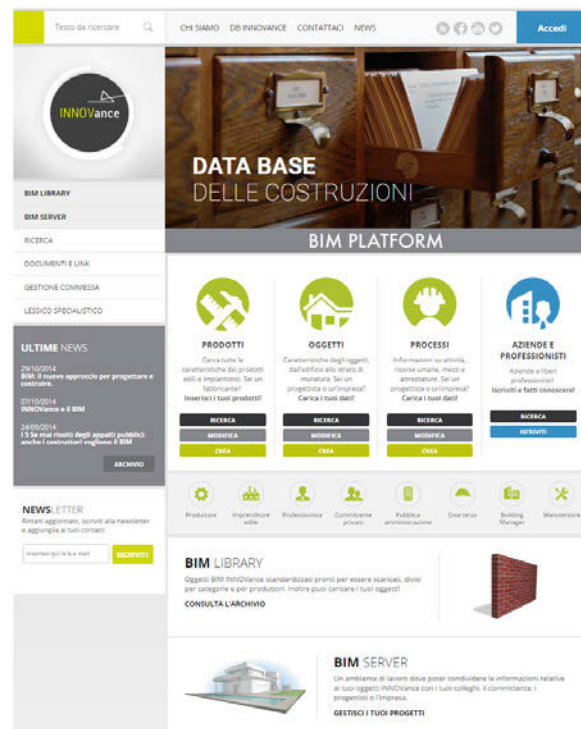 Testo da ricercare
CHI SIAMO DB INNOVANCE CONTATTACI NEWS
Accedi
INNOVance
DATA BASE
DELLE COSTRUZIONI
BIM PLATFORM
BIM LIBRARY
BIM SERVER
RICERCA
DOCUMENTI E LINK
GESTIONE COMMESSA
LESSICO SPECIALISTICO
ULTIME NEWS
29/10/2014
BIM: il nuovo approccio per progettare e
costruire.
07/10/2014
INNOVance e il BIM
24/09/2014
I 5 Se mai risolti degli appalti pubblici:
anche i costruttori vogliono il BIM
ARCHIVIO
NEWSLETTER
Rimani aggiornato, iscriviti alla newsletter
e aggiungila ai tuoi contatti
Inserisci qui la tua mail
ISCRIVITI
PRODOTTI
Cerca tutte le
caratteristiche dei prodotti
edili e impiantistici. Sei un
fabbricante?
Inserisci i tuoi prodotti!
RICERCA
MODIFICA
CREA
OGGETTI
Caratteristiche degli oggetti,
dall'edificio allo strato di
muratura. Sei un
progettista o un'impresa?
Carica i tuoi dati!
RICERCA
MODIFICA
CREA
PROCESSI
Informazioni su attività,
risorse umane, mezzi e
attrezzature. Sei un
progettista o un'impresa?
Carica i tuoi dati!
RICERCA
MODIFICA
CREA
AZIENDE E
PROFESSIONISTI
Aziende e liberi
professionisti!
Iscriviti e fatti conoscere!
RICERCA
ISCRIVITI
Produttore
Imprenditore
edile
Professionista
Committente
privato
Pubblica
amministrazione
Ente terzo
Building
Manager
Manutentore
BIM LIBRARY
Oggetti BIM INNOVance standardizzati pronti per essere scaricati, divisi
per categorie e per produttori. Inoltre puoi caricare i tuoi oggetti!
CONSULTA L'ARCHIVIO
BIM SERVER
Un ambiente di lavoro dove poter condividere le informazioni relative
ai tuoi oggetti INNOVance con i tuoi colleghi, il committente, i
progettisti o l'impresa.
GESTISCI I TUOI PROGETTI